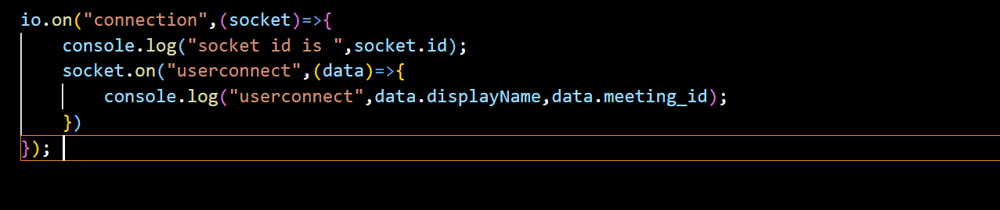 io.on("connection",(socket)=>{
    console.log("socket id is ",socket.id);
    socket.on("userconnect",(data)=>{
        console.log("userconnect",data.displayName,data.meeting_id);
    })
});